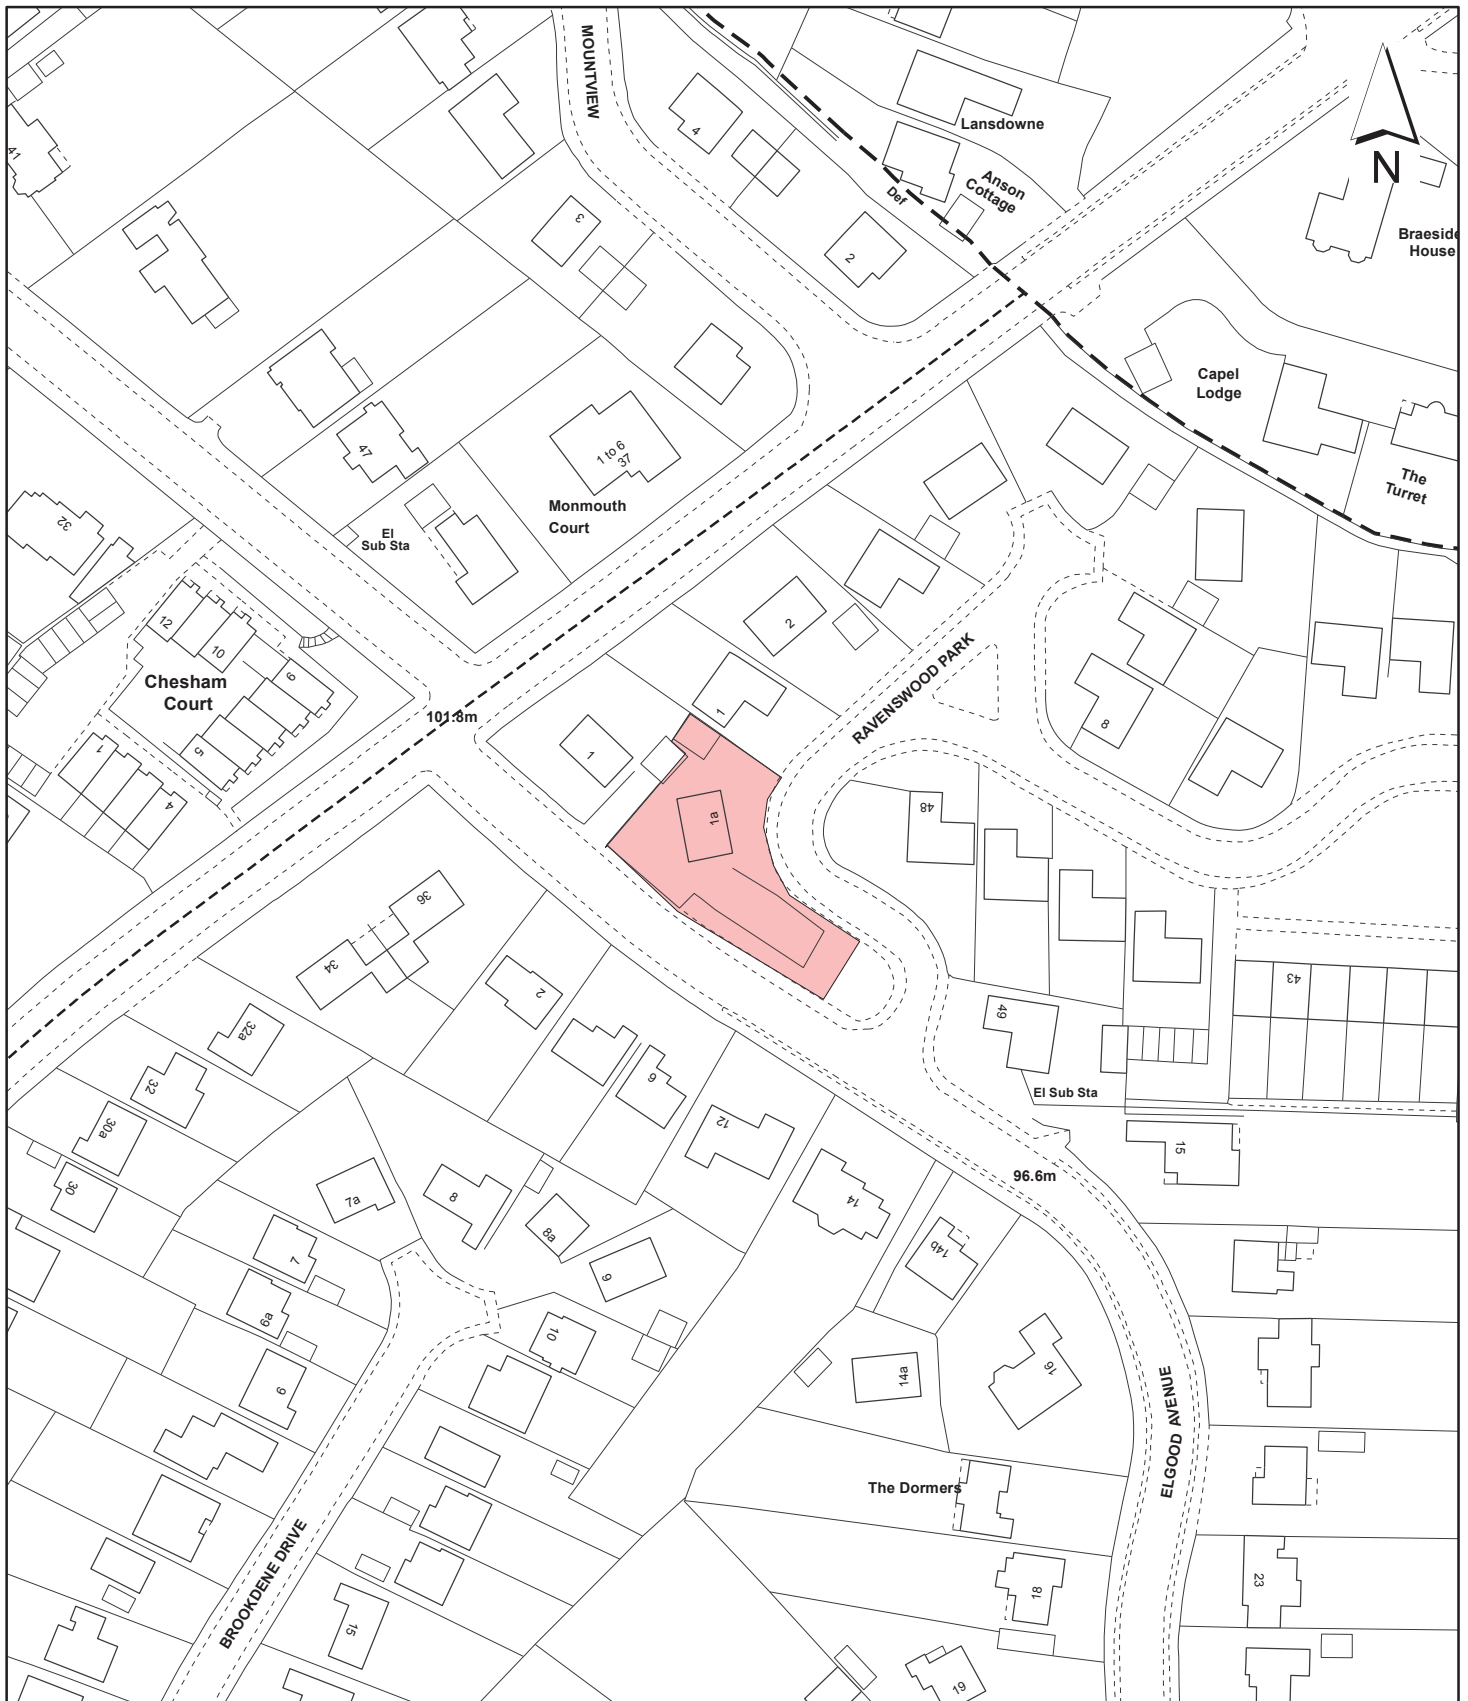 MOUNTVIEW
4
Lansdowne
Anson
Cottage
Def
N
Braeside
House
41
3
2
Capel
Lodge
The
Turret
47
1 to 6
37
Monmouth
Court
El
Sub Sta
32
12
10
6
Chesham
Court
5
1
4
101.8m
2
1
1
1a
RAVENSWOOD PARK
8
48
43
49
El Sub Sta
15
96.6m
36
34
2
6
12
14
14b
32a
32
30a
30
7a
8
8a
9
7
6a
10
6
14a
16
ELGOOD AVENUE
The Dormers
18
23
19
BROOKDENE DRIVE
15